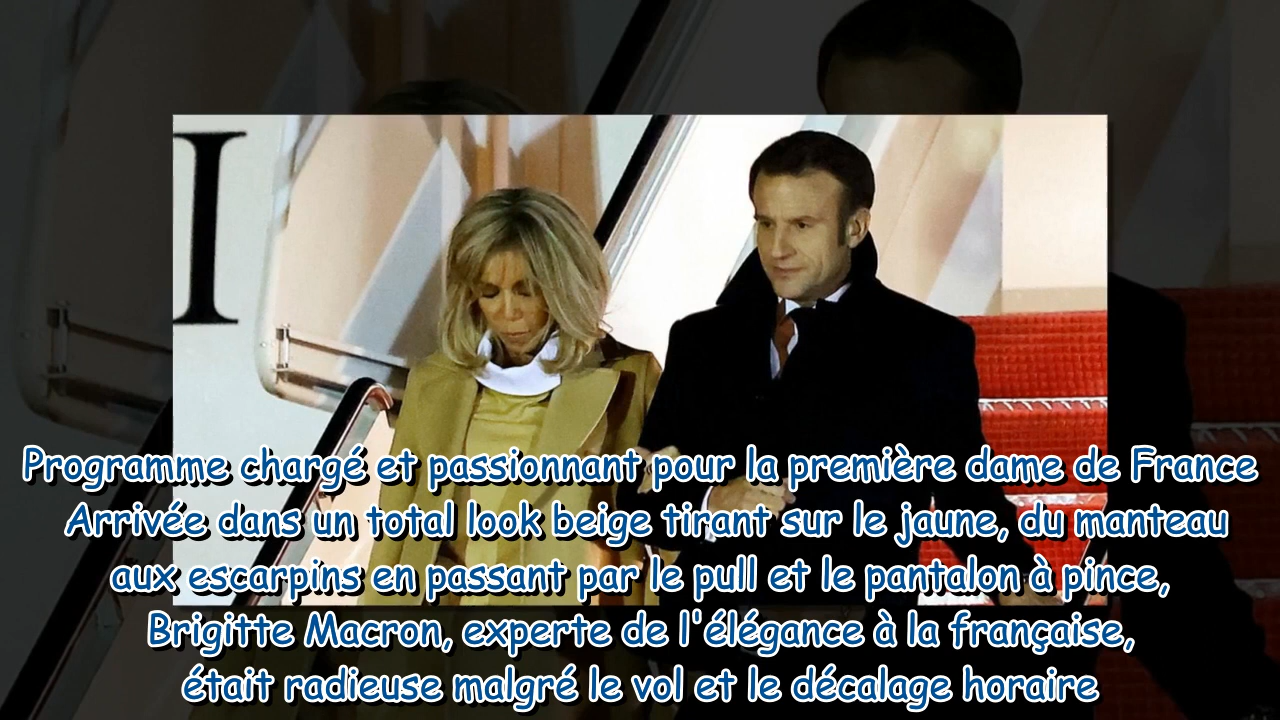 I
Programme chargé et passionnant pour la première dame de France
Arrivée dans un total look beige tirant sur le jaune, du manteau
aux escarpins en passant par le pull et le pantalon à pince,
Brigitte Macron, experte de l'élégance à la française,
était radieuse malgré le vol et le décalage horaire